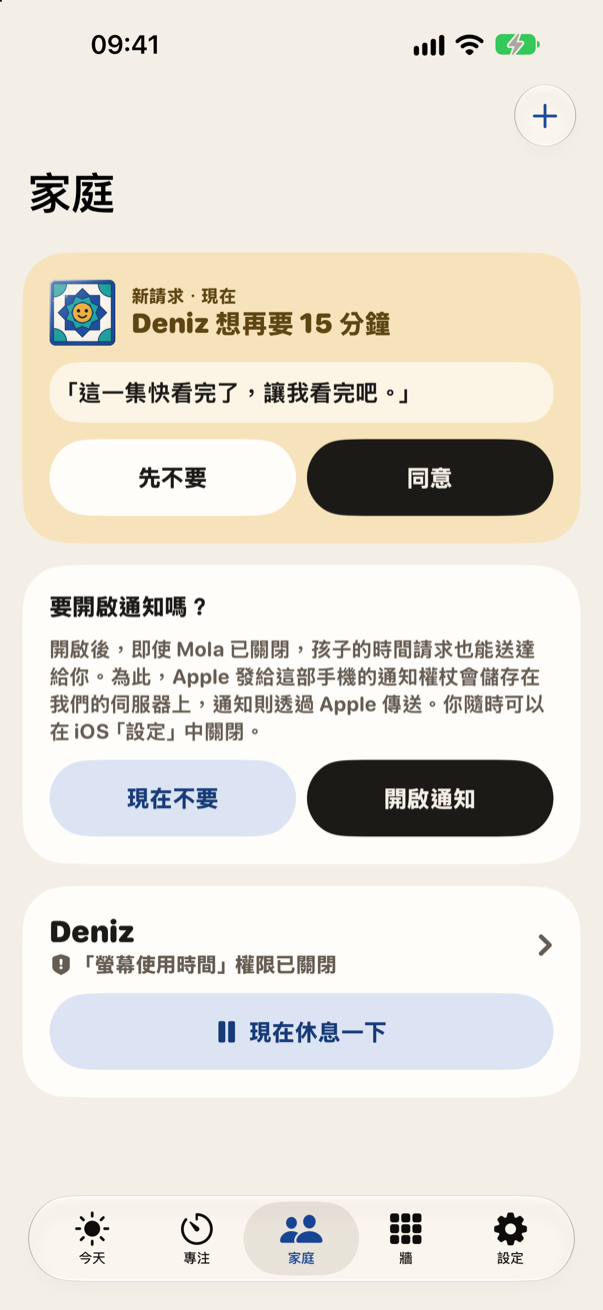 09:41
家庭
新請求 · 現在
Deniz 想再要 15 分鐘
「這一集快看完了，讓我看完吧。」
先不要
同意
要開啟通知嗎？
開啟後，即使 Mola 已關閉，孩子的時間請求也能送達
給你。為此，Apple 發給這部手機的通知權杖會儲存在
我們的伺服器上，通知則透過 Apple 傳送。你隨時可以
在 iOS「設定」中關閉。
現在不要
開啟通知
Deniz
「螢幕使用時間」權限已關閉
現在休息一下
今天
專注
家庭
牆
設定